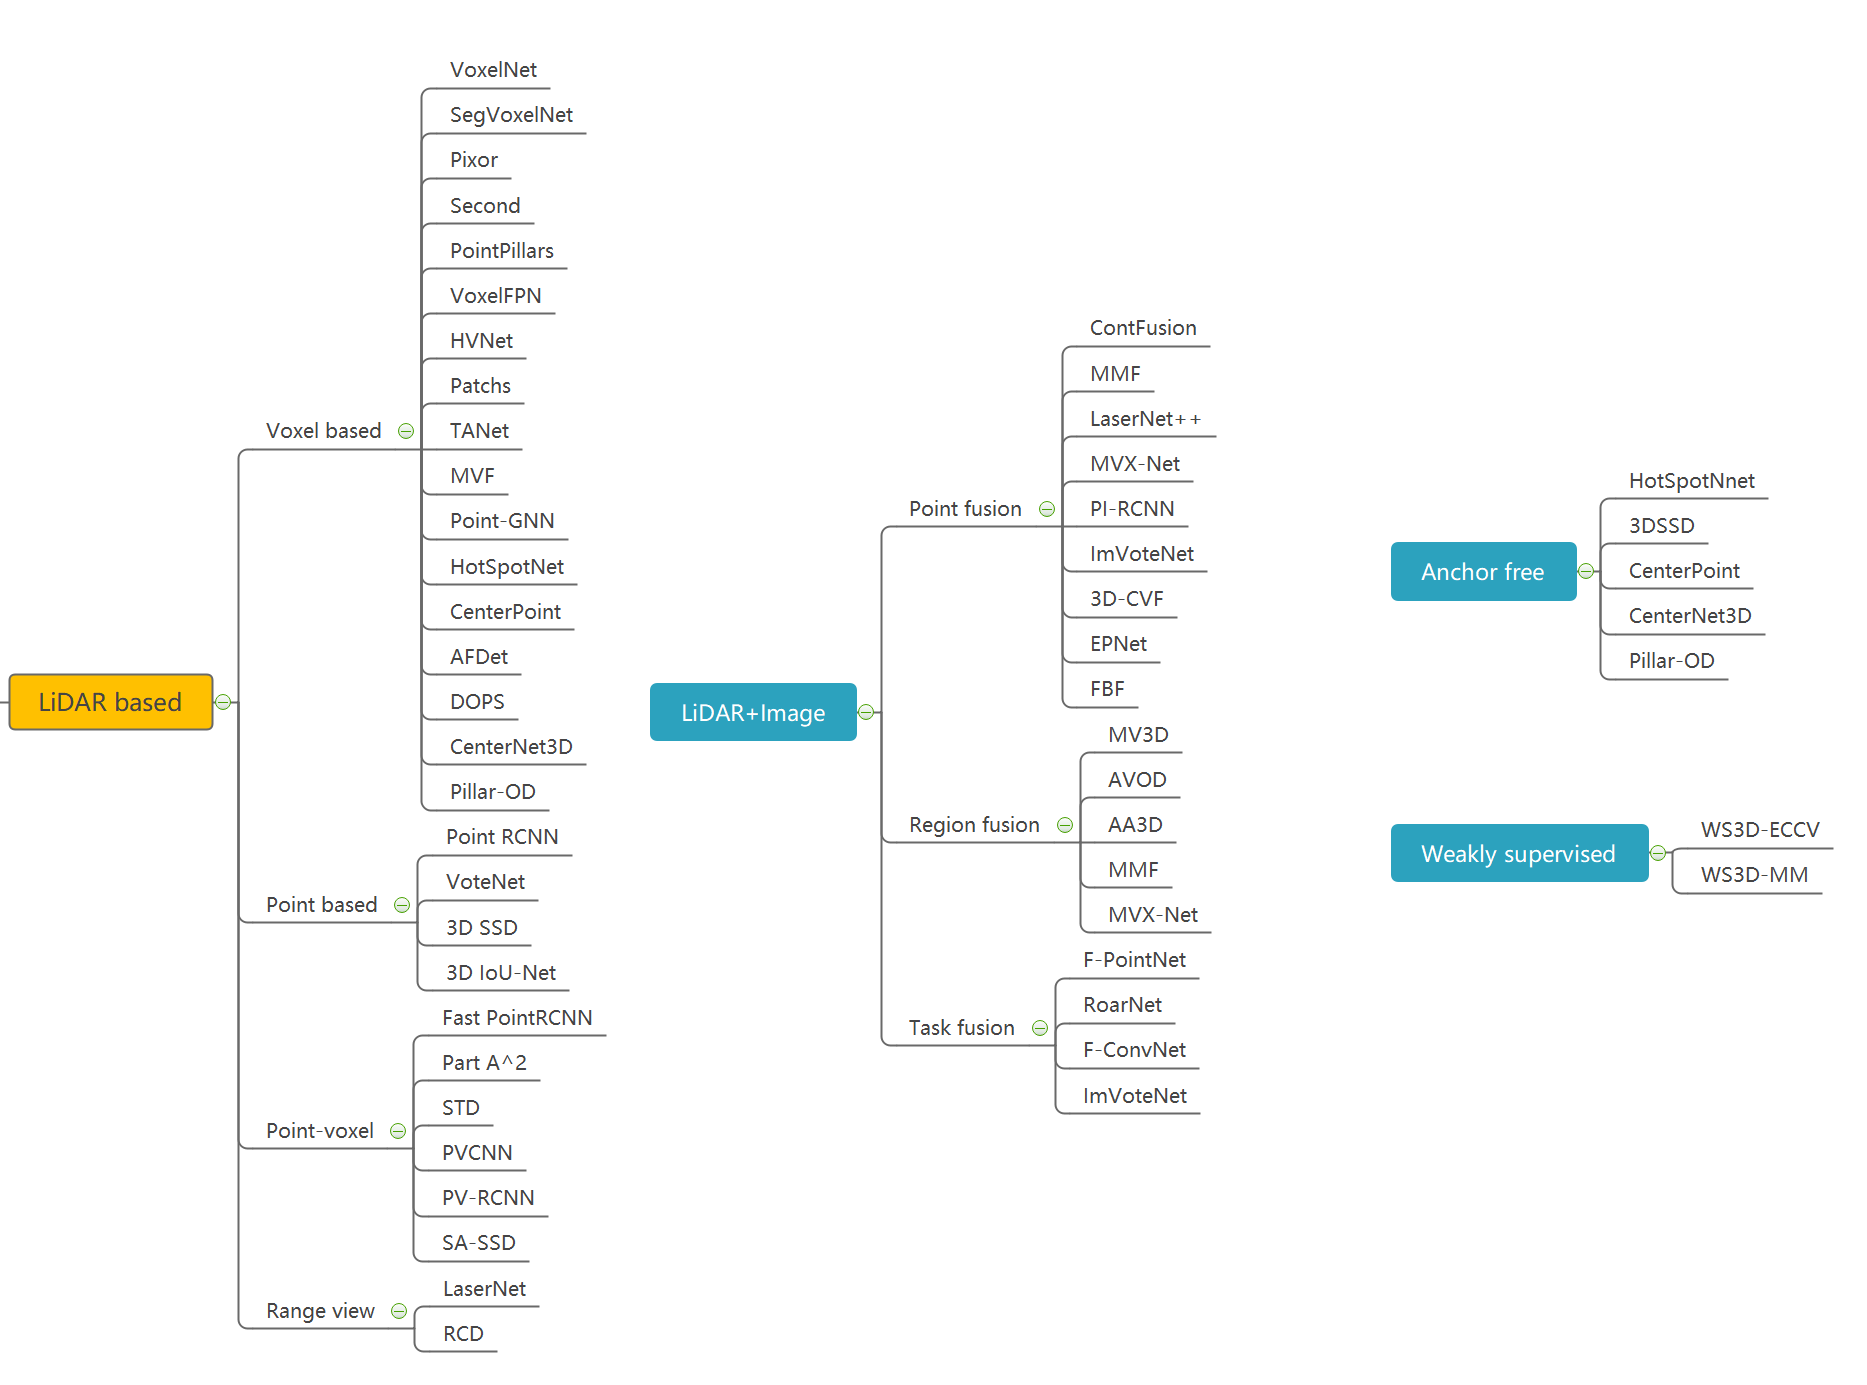 LiDAR based
Voxel based
VoxelNet
SegVoxelNet
Pixor
Second
PointPillars
VoxelFPN
HVNet
Patchs
TANet
MVF
Point-GNN
HotSpotNet
CenterPoint
AFDet
DOPS
CenterNet3D
Pillar-OD
Point based
Point RCNN
VoteNet
3D SSD
3D IoU-Net
Point-voxel
Fast PointRCNN
Part A^2
STD
PVCNN
PV-RCNN
SA-SSD
Range view
LaserNet
RCD
LiDAR+Image
Point fusion
ContFusion
MMF
LaserNet++
MVX-Net
PI-RCNN
ImVoteNet
3D-CVF
EPNet
FBF
Region fusion
MV3D
AVOD
AA3D
MMF
MVX-Net
Task fusion
F-PointNet
RoarNet
F-ConvNet
ImVoteNet
Anchor free
HotSpotNnet
3DSSD
CenterPoint
CenterNet3D
Pillar-OD
Weakly supervised
WS3D-ECCV
WS3D-MM